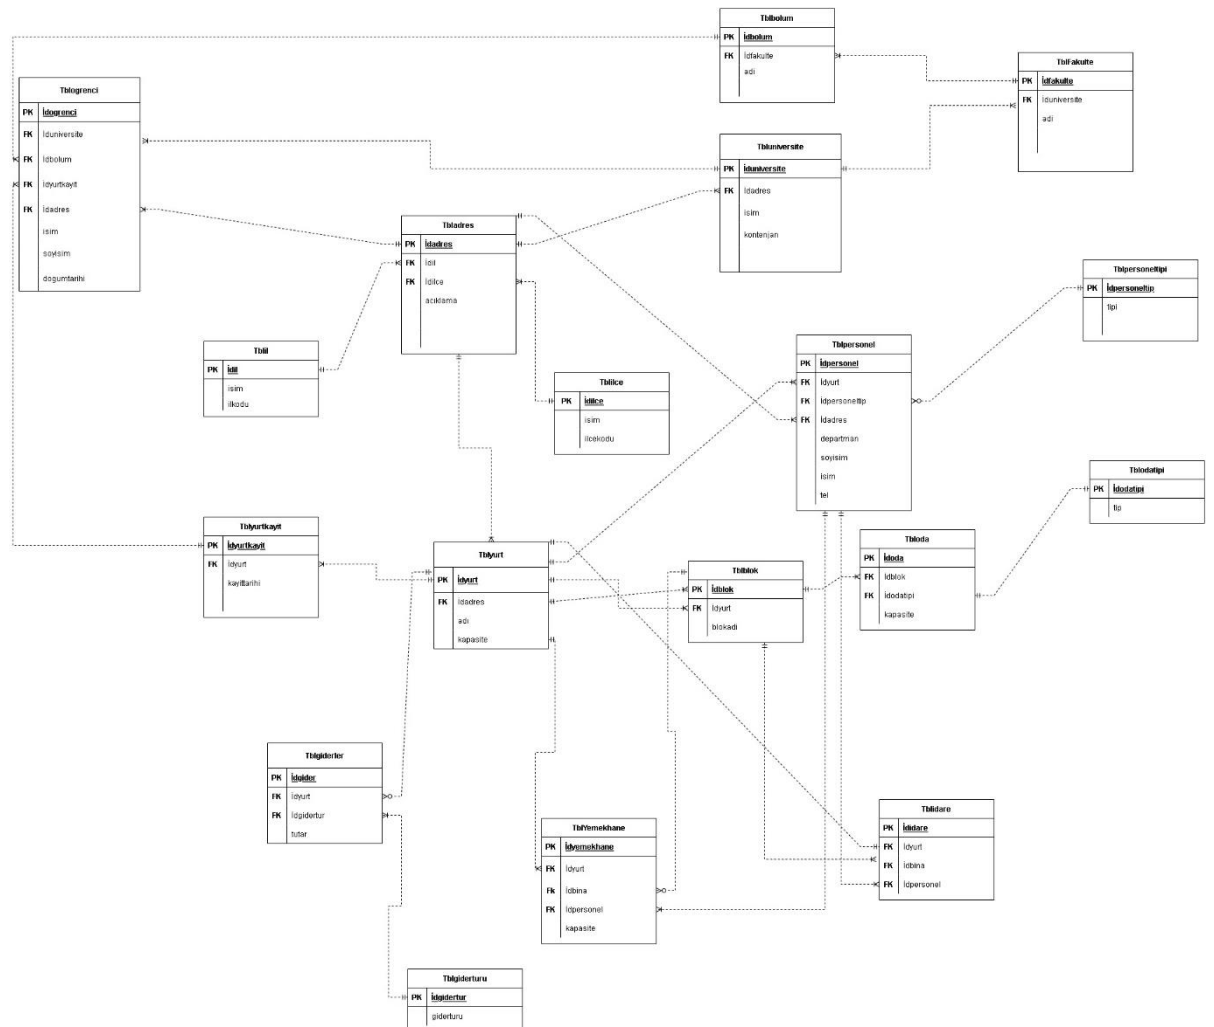 Tblbolum
PK İdbolum
FK İdfakulte
adi
TblFakulte
PK İdfakulte
FK İduniversite
adi
Tblogrenci
PK İdogrenci
FK İduniversite
FK İdbolum
FK İdyurtkayit
FK İdadres
isim
soyisim
dogumtarihi
Tbluniversite
PK İduniversite
FK İdadres
isim
kontenjan
Tbladres
PK İdadres
FK İdil
FK İdilce
aciklama
Tblpersoneltipi
PK İdpersoneltip
tipi
Tblil
PK İdil
isim
ilkodu
Tblilce
PK İdilce
isim
ilcekodu
Tblpersonel
PK İdpersonel
FK İdyurt
FK İdpersoneltip
FK İdadres
departman
soyisim
isim
tel
Tblodatipi
PK İdodatipi
tip
Tblyurtkayit
PK İdyurtkayit
FK İdyurt
kayittarihi
Tblyurt
PK İdyurt
FK İdadres
adı
kapasite
Tblblok
PK İdblok
FK İdyurt
blokadi
Tbloda
PK İdoda
FK İdblok
FK İdodatipi
kapasite
Tblgiderler
PK İdgider
FK İdyurt
FK İdgidertur
tutar
TblYemekhane
PK İdyemekhane
FK İdyurt
Fk İdbina
FK İdpersonel
kapasite
Tblidare
PK İdidare
FK İdyurt
FK İdbina
FK İdpersonel
Tblgiderturu
PK İdgidertur
giderturu